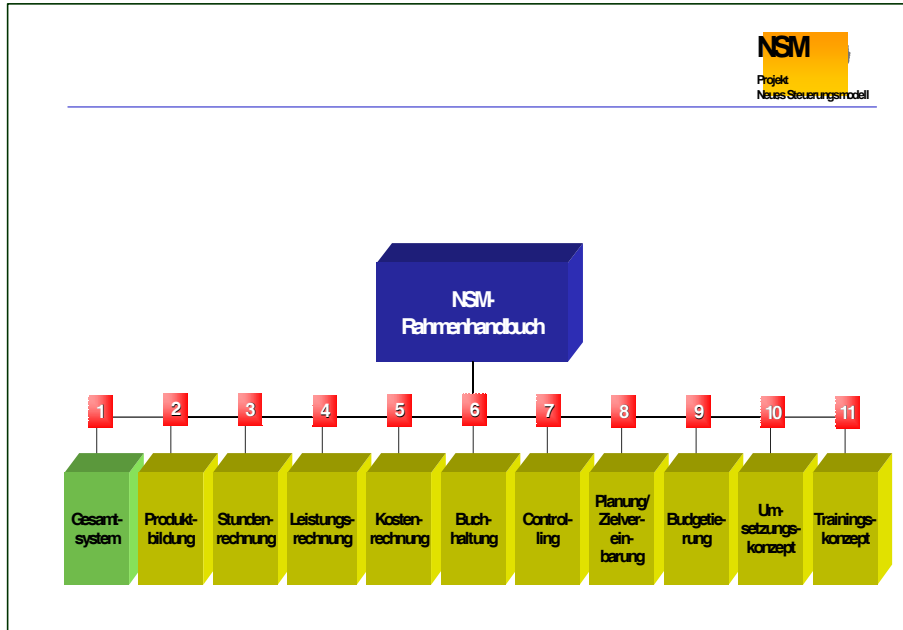 NSM
Projekt
Neues Steuerungsmodell
NSM-
Rahmenhandbuch
1 2 3 4 5 6 7 8 9 10 11
Gesamt-
system
Produkt-
bildung
Stunden-
rechnung
Leistungs-
rechnung
Kosten-
rechnung
Buch-
haltung
Control-
ling
Planung/
Zielver-
ein-
barung
Budgetie-
rung
Um-
setzungs-
konzept
Trainings-
konzept